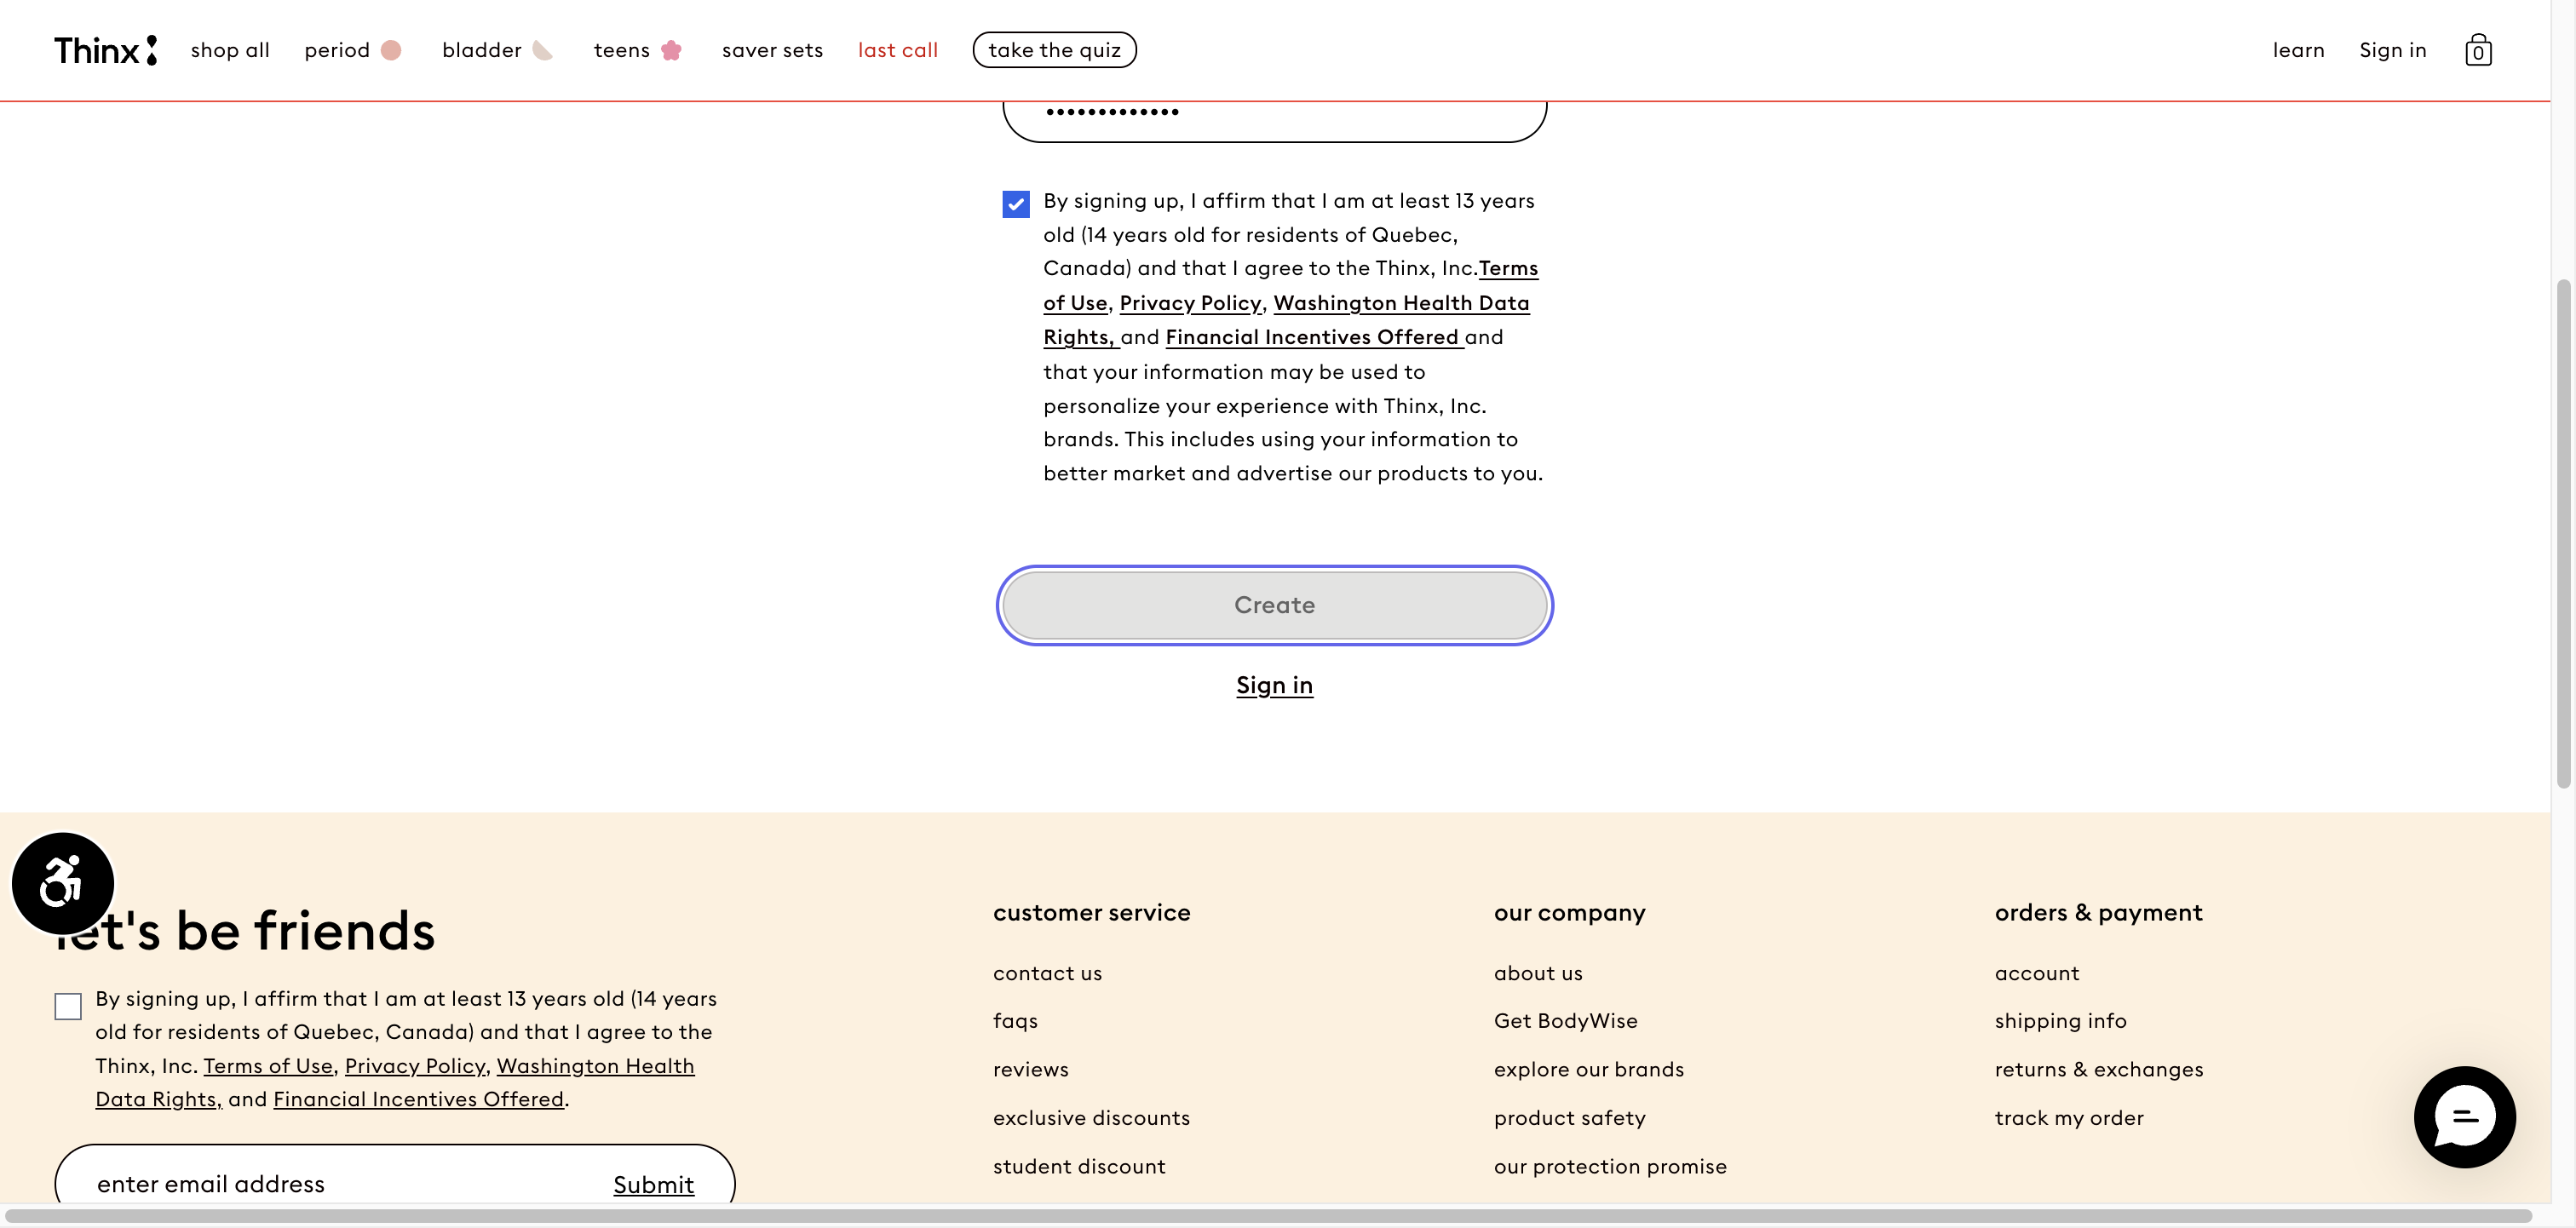 Thinx
shop all
period
bladder
teens
saver sets
last call
take the quiz
learn
Sign in
0
•••••••••••••
By signing up, I affirm that I am at least 13 years
old (14 years old for residents of Quebec,
Canada) and that I agree to the Thinx, Inc.Terms
of Use, Privacy Policy, Washington Health Data
Rights, and Financial Incentives Offered and
that your information may be used to
personalize your experience with Thinx, Inc.
brands. This includes using your information to
better market and advertise our products to you.
Create
Sign in
let's be friends
By signing up, I affirm that I am at least 13 years old (14 years
old for residents of Quebec, Canada) and that I agree to the
Thinx, Inc. Terms of Use, Privacy Policy, Washington Health
Data Rights, and Financial Incentives Offered.
enter email address
Submit
customer service
contact us
faqs
reviews
exclusive discounts
student discount
our company
about us
Get BodyWise
explore our brands
product safety
our protection promise
orders & payment
account
shipping info
returns & exchanges
track my order